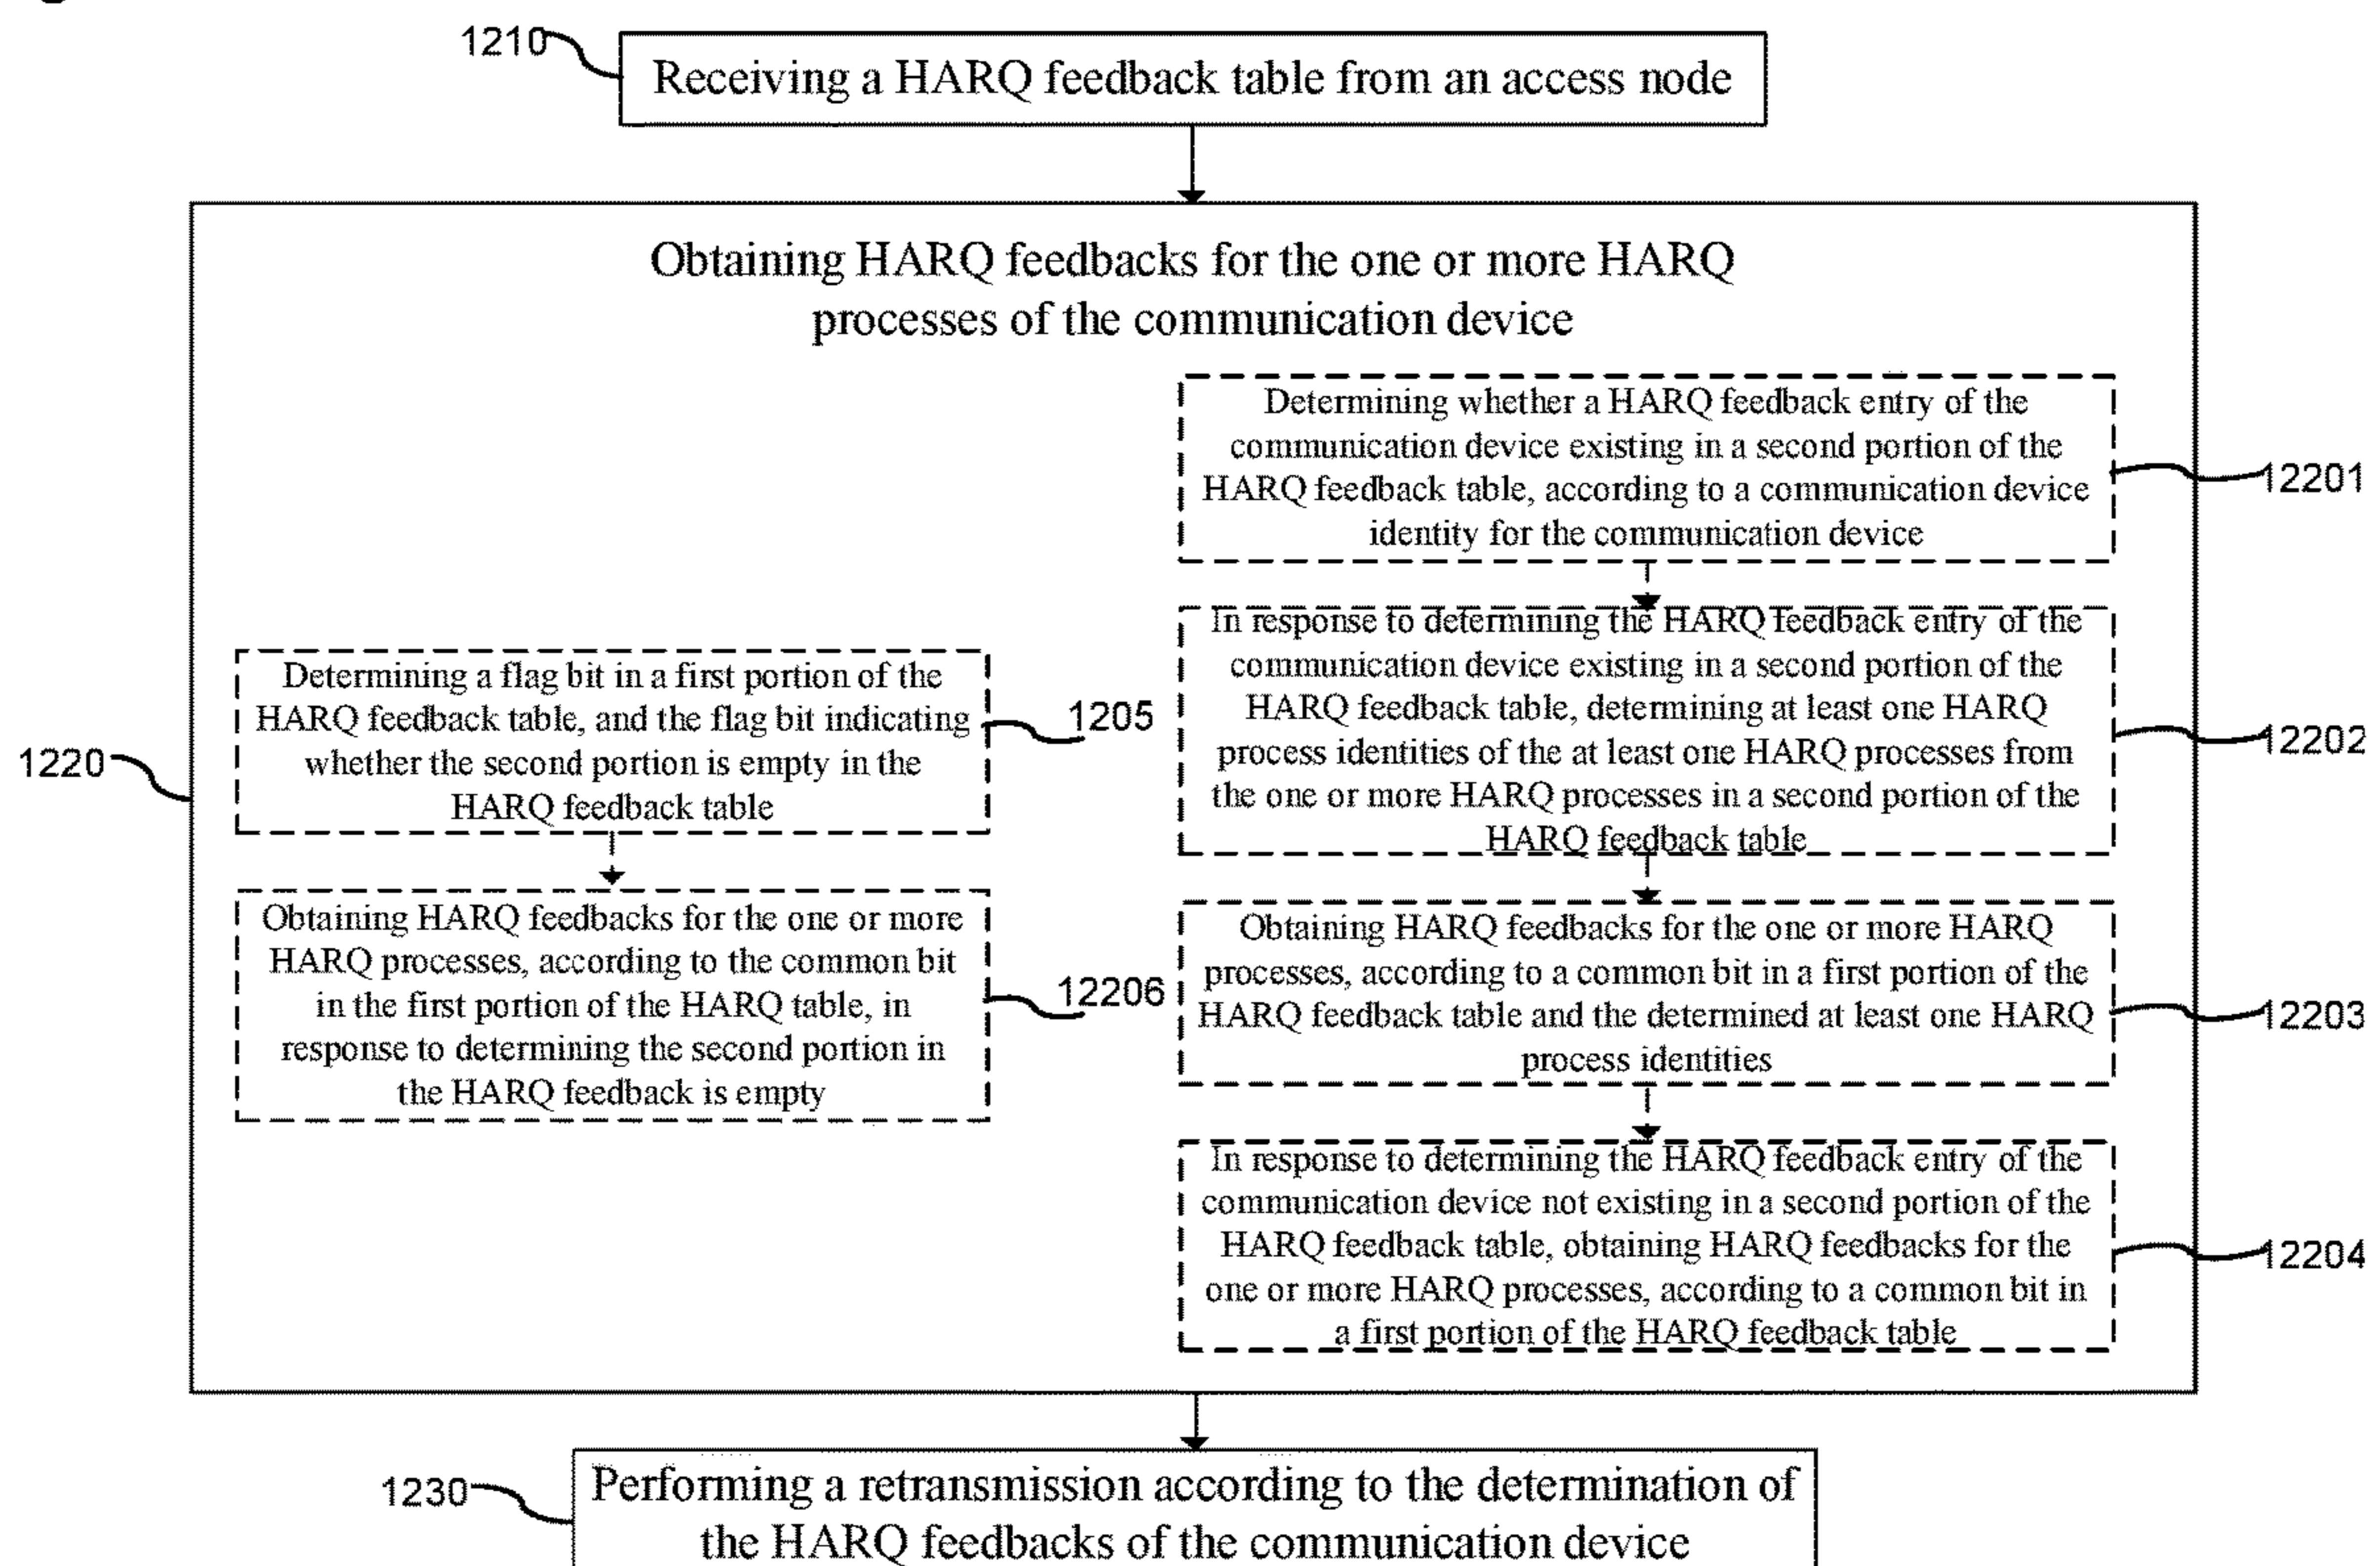 1210
Receiving a HARQ feedback table from an access node
Obtaining HARQ feedbacks for the one or more HARQ
processes of the communication device
1220
Determining a flag bit in a first portion of the
HARQ feedback table, and the flag bit indicating
whether the second portion is empty in the
HARQ feedback table
1205
Obtaining HARQ feedbacks for the one or more
HARQ processes, according to the common bit
in the first portion of the HARQ table, in
response to determining the second portion in
the HARQ feedback is empty
12206
Determining whether a HARQ feedback entry of the
communication device existing in a second portion of the
HARQ feedback table, according to a communication device
identity for the communication device
12201
In response to determining the HARQ feedback entry of the
communication device existing in a second portion of the
HARQ feedback table, determining at least one HARQ
process identities of the at least one HARQ processes from
the one or more HARQ processes in a second portion of the
HARQ feedback table
12202
Obtaining HARQ feedbacks for the one or more HARQ
processes, according to a common bit in a first portion of the
HARQ feedback table and the determined at least one HARQ
process identities
12203
In response to determining the HARQ feedback entry of the
communication device not existing in a second portion of the
HARQ feedback table, obtaining HARQ feedbacks for the
one or more HARQ processes, according to a common bit in
a first portion of the HARQ feedback table
12204
1230
Performing a retransmission according to the determination of
the HARQ feedbacks of the communication device